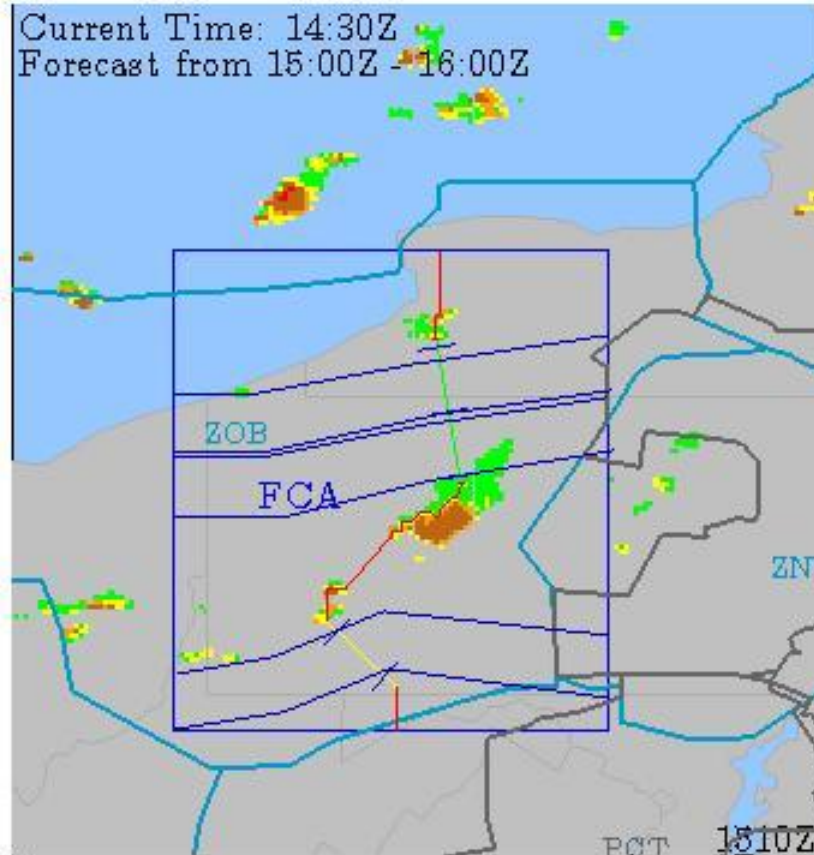 Current Time: 14:30Z
Forecast from 15:00Z - 16:00Z
ZOB
FCA
ZN
PCT
1510Z